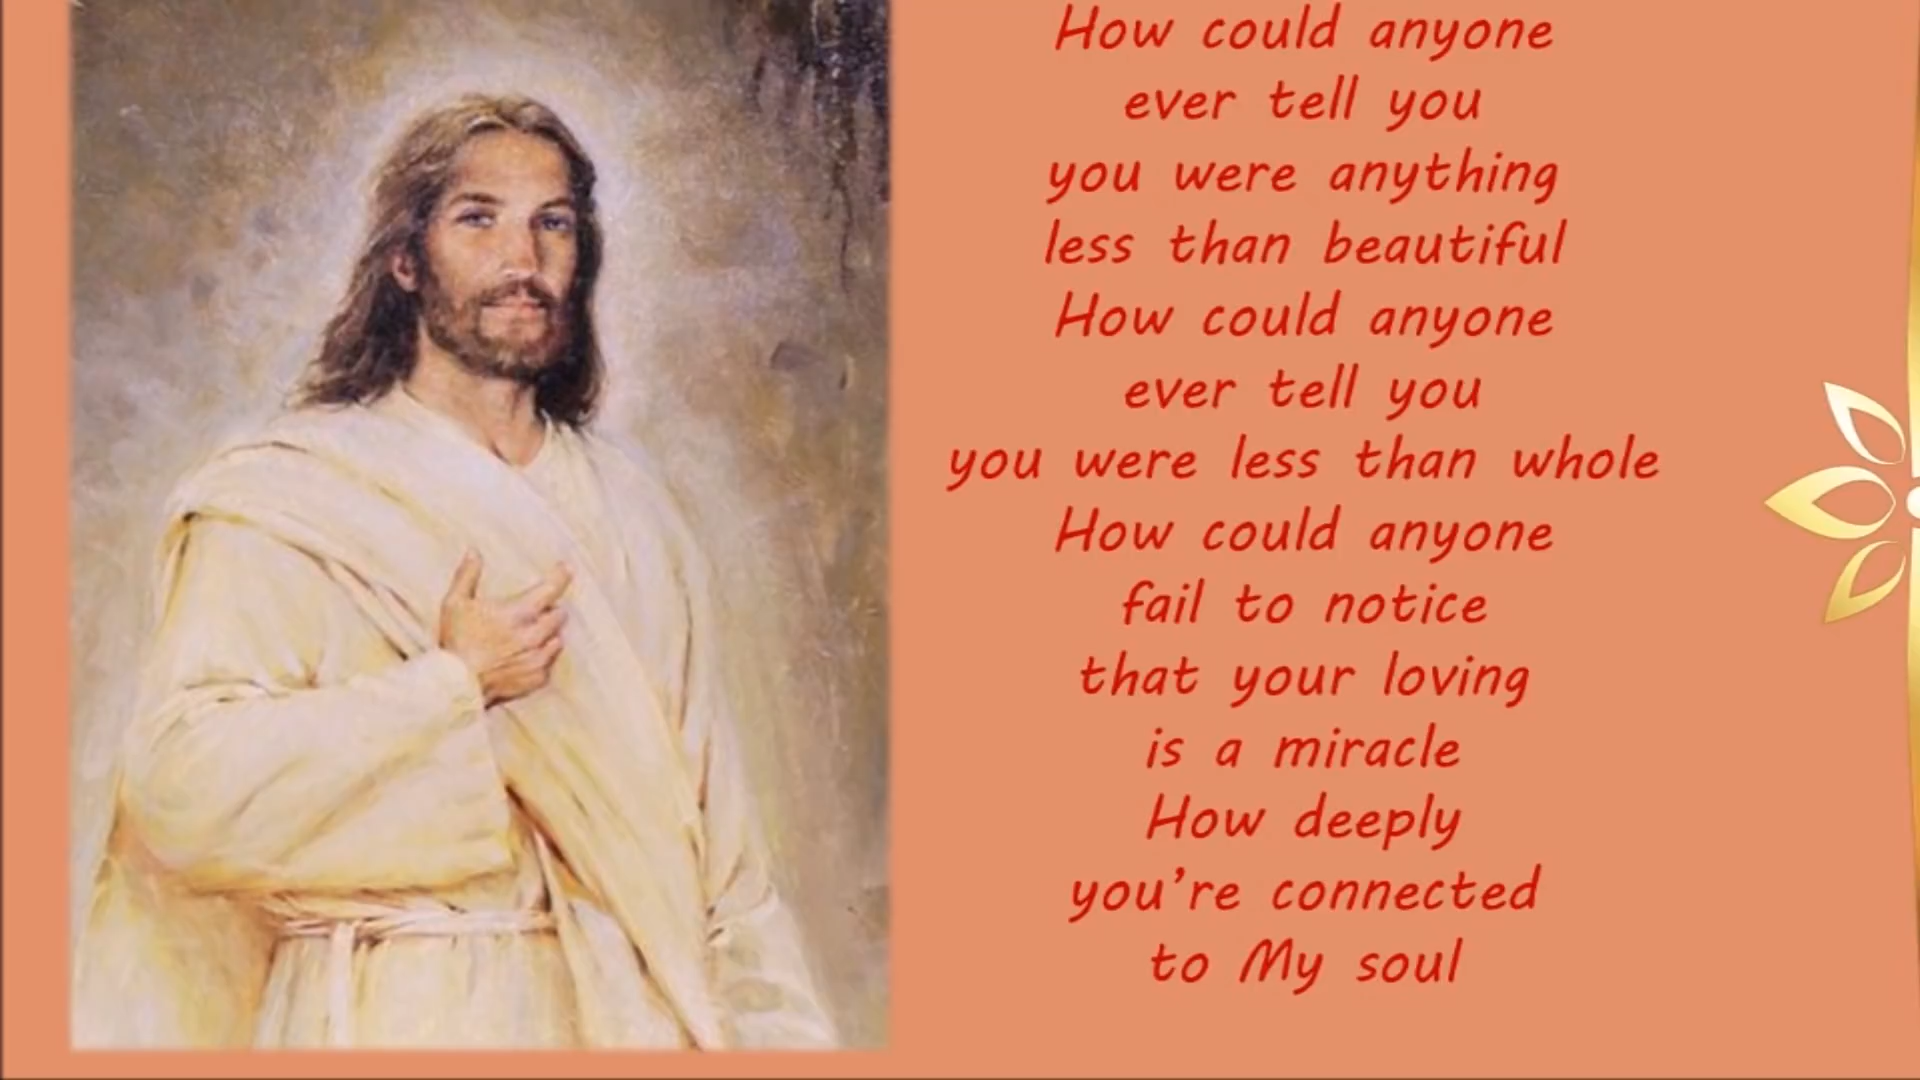 How could anyone
ever tell you
you were anything
less than beautiful
How could anyone
ever tell you
you were less than whole
How could anyone
fail to notice
that your loving
is a miracle
How deeply
you’re connected
to My soul